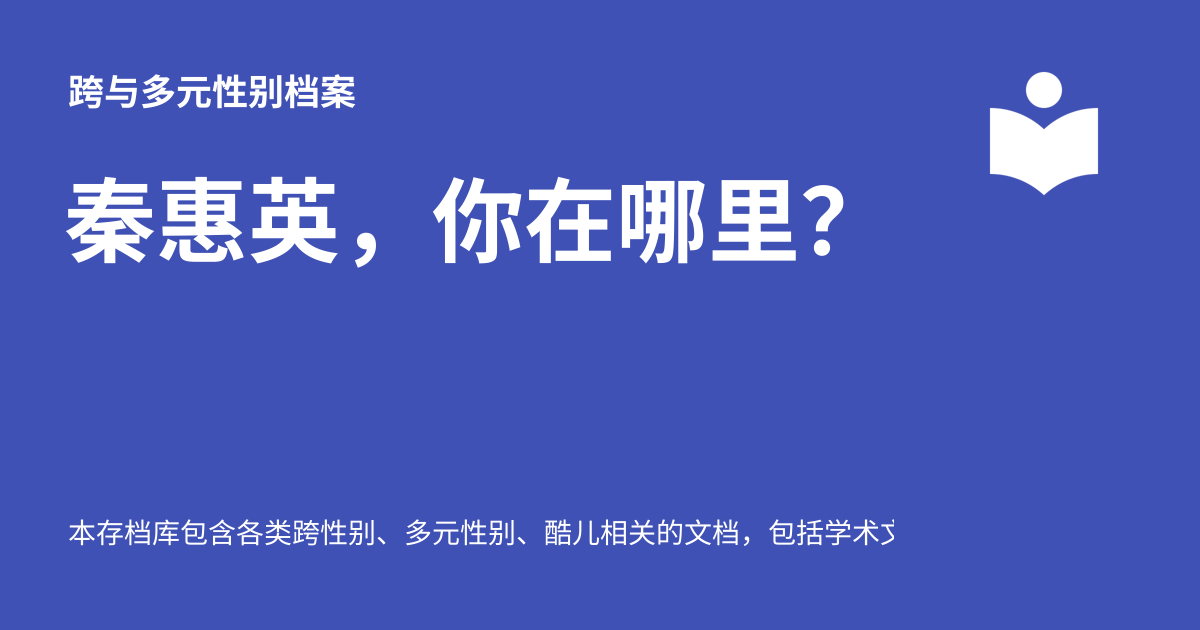 跨与多元性别档案
秦惠英，你在哪里？
本存档库包含各类跨性别、多元性别、酷儿相关的文档，包括学术文